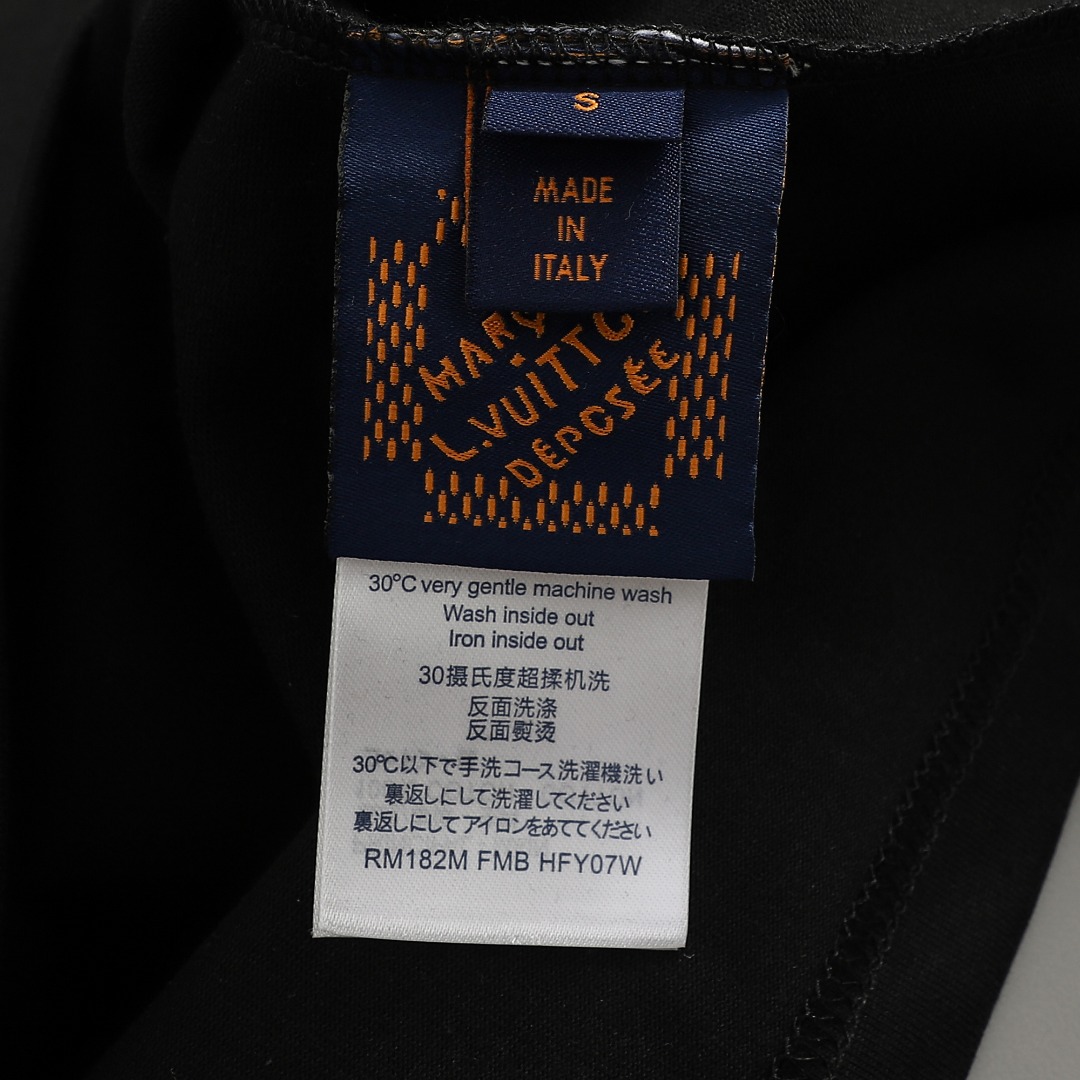 S
MADE
IN
ITALY
L.VUITTO
DÉPOSÉE
30°C very gentle machine wash
Wash inside out
Iron inside out
30摄氏度超揉机洗
反面洗涤
反面熨烫
30℃以下で手洗コース洗濯機洗い
裏返しにして洗濯してください
裏返しにしてアイロンをあててください
RM182M FMB HFY07W